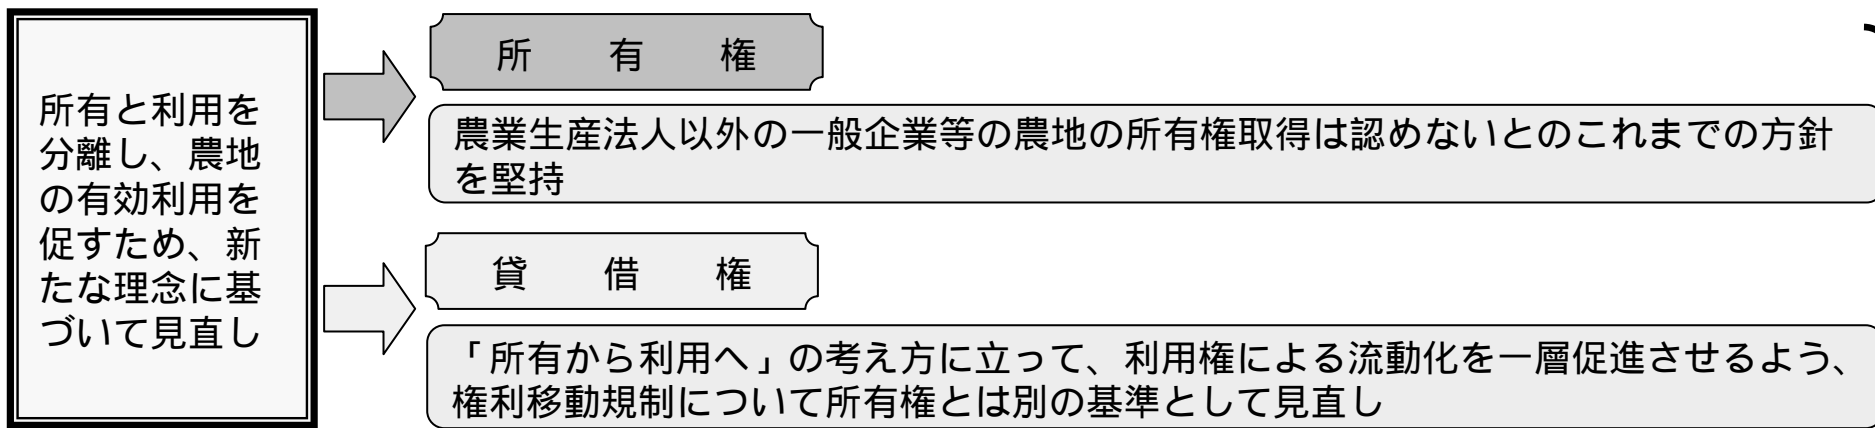 所有と利用を
分離し、農地
の有効利用を
促すため、新
たな理念に基
づいて見直し
所 有 権
農業生産法人以外の一般企業等の農地の所有権取得は認めないとのこれまでの方針
を堅持
貸 借 権
「所有から利用へ」の考え方に立って、利用権による流動化を一層促進させるよう、
権利移動規制について所有権とは別の基準として見直し